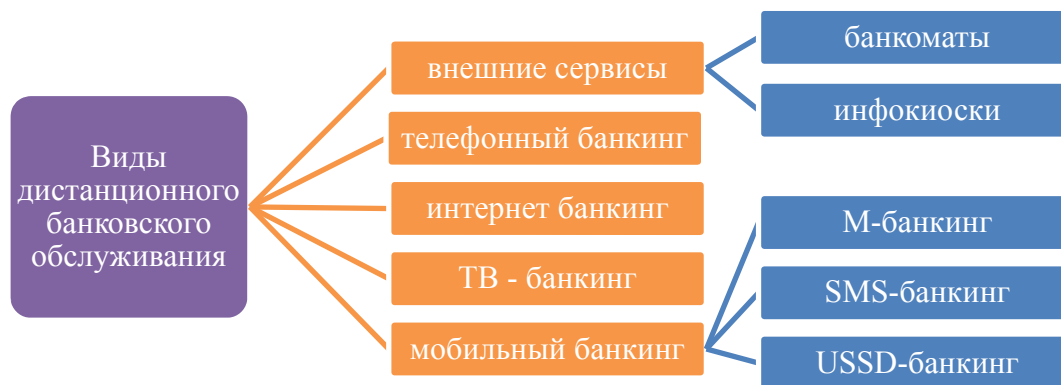 Виды
дистанционного
банковского
обслуживания
внешние сервисы
телефонный банкинг
интернет банкинг
ТВ - банкинг
мобильный банкинг
банкоматы
инфокиоски
М-банкинг
SMS-банкинг
USSD-банкинг